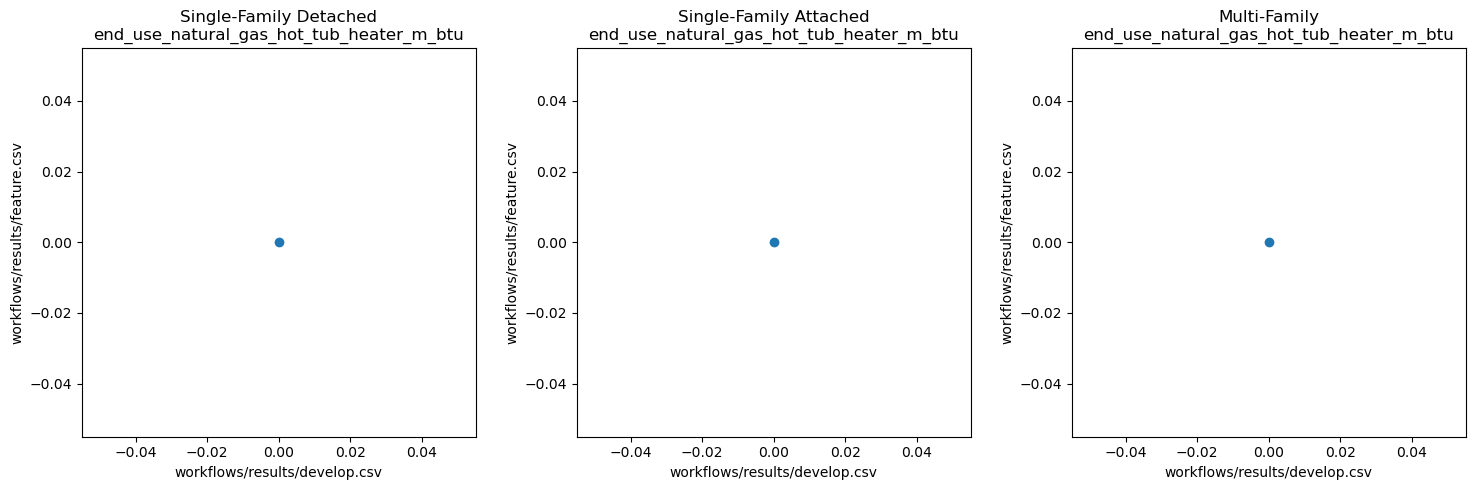 Single-Family Detached
end_use_natural_gas_hot_tub_heater_m_btu
workflows/results/feature.csv
0.04
0.02
0.00
−0.02
−0.04
−0.04 −0.02 0.00 0.02 0.04
workflows/results/develop.csv
Single-Family Attached
end_use_natural_gas_hot_tub_heater_m_btu
workflows/results/feature.csv
0.04
0.02
0.00
−0.02
−0.04
−0.04 −0.02 0.00 0.02 0.04
workflows/results/develop.csv
Multi-Family
end_use_natural_gas_hot_tub_heater_m_btu
workflows/results/feature.csv
0.04
0.02
0.00
−0.02
−0.04
−0.04 −0.02 0.00 0.02 0.04
workflows/results/develop.csv